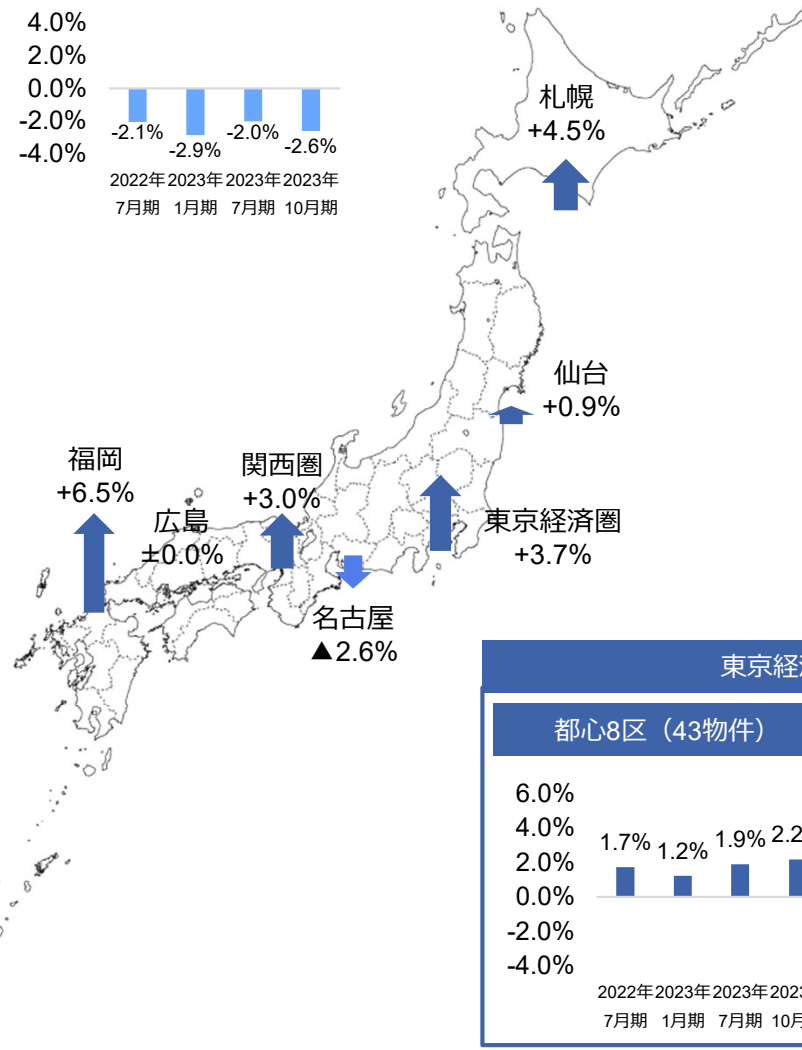 4.0%
2.0%
0.0%
-2.0%
-4.0%
-2.1%
-2.9%
-2.0%
-2.6%
2022年 2023年 2023年 2023年
7月期 1月期 7月期 10月期
札幌
+4.5%
仙台
+0.9%
福岡
+6.5%
関西圏
+3.0%
広島
±0.0%
東京経済圏
+3.7%
名古屋
▲2.6%
東京経
都心8区（43物件）
6.0%
4.0%
2.0%
0.0%
-2.0%
-4.0%
1.7% 1.2% 1.9% 2.2
2022年 2023年 2023年 202
7月期 1月期 7月期 10